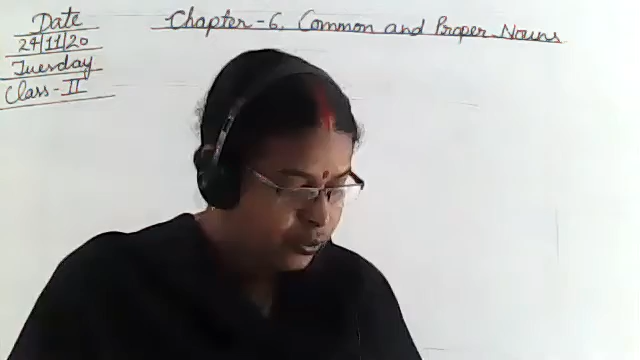 Date
24/11/20
Tuesday
Class-II
Chapter-6. Common and Proper Nouns